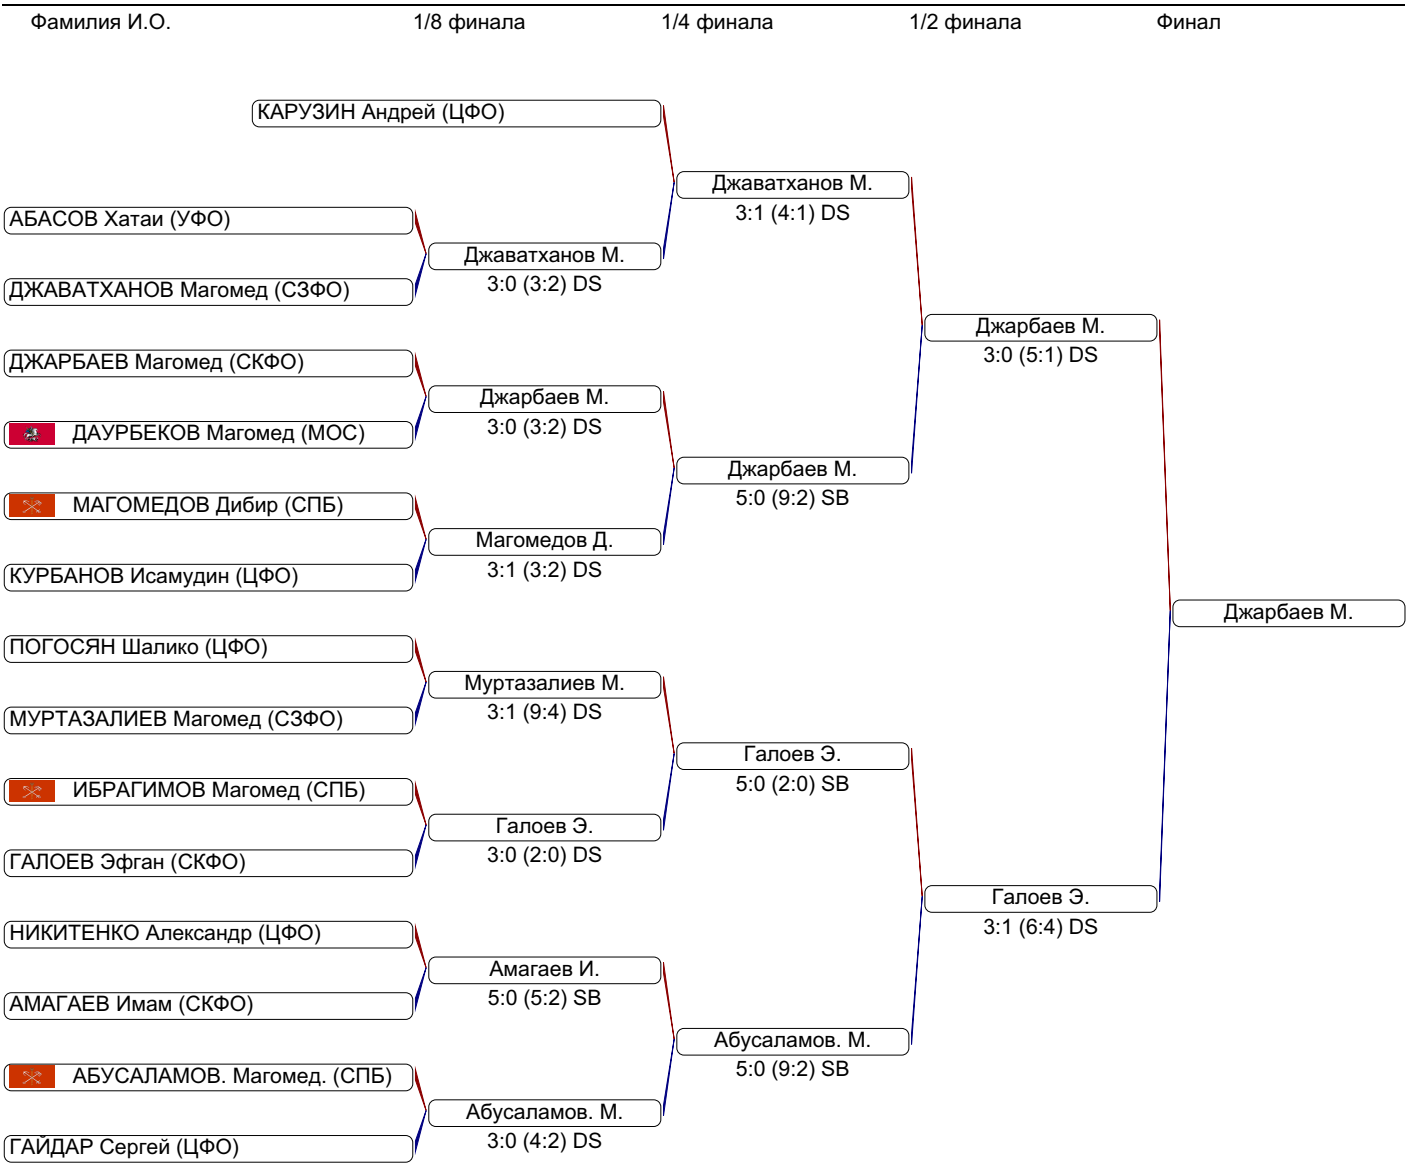 Фамилия И.О. 1/8 финала 1/4 финала 1/2 финала Финал
КАРУЗИН Андрей (ЦФО)
Джаватханов М.
3:1 (4:1) DS
АБАСОВ Хатаи (УФО)
Джаватханов М.
3:0 (3:2) DS
ДЖАВАТХАНОВ Магомед (СЗФО)
Джарбаев М.
3:0 (5:1) DS
ДЖАРБАЕВ Магомед (СКФО)
Джарбаев М.
3:0 (3:2) DS
ДАУРБЕКОВ Магомед (МОС)
Джарбаев М.
5:0 (9:2) SB
МАГОМЕДОВ Дибир (СПБ)
Магомедов Д.
3:1 (3:2) DS
КУРБАНОВ Исамудин (ЦФО)
Джарбаев М.
ПОГОСЯН Шалико (ЦФО)
Муртазалиев М.
3:1 (9:4) DS
МУРТАЗАЛИЕВ Магомед (СЗФО)
Галоев Э.
5:0 (2:0) SB
ИБРАГИМОВ Магомед (СПБ)
Галоев Э.
3:0 (2:0) DS
ГАЛОЕВ Эфган (СКФО)
Галоев Э.
3:1 (6:4) DS
НИКИТЕНКО Александр (ЦФО)
Амагаев И.
5:0 (5:2) SB
АМАГАЕВ Имам (СКФО)
Абусаламов. М.
5:0 (9:2) SB
АБУСАЛАМОВ. Магомед. (СПБ)
Абусаламов. М.
3:0 (4:2) DS
ГАЙДАР Сергей (ЦФО)